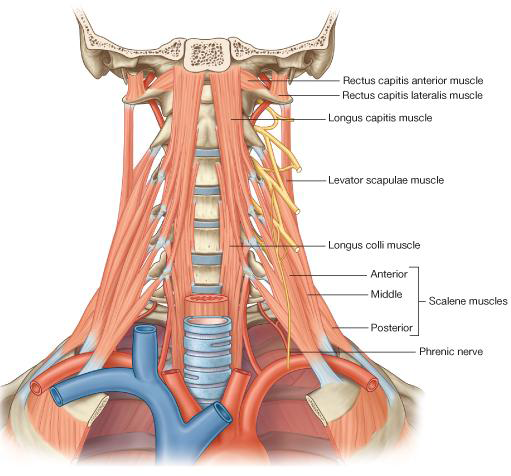 Rectus capitis anterior muscle
Rectus capitis lateralis muscle
Longus capitis muscle
Levator scapulae muscle
Longus colli muscle
Anterior
Middle
Scalene muscles
Posterior
Phrenic nerve